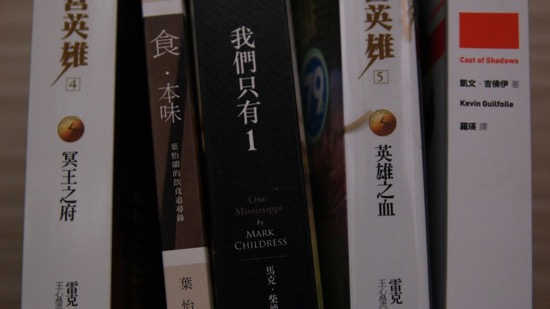 宮英雄
4
冥王之府
雷克
食·本味
葉怡蘭的飲食追尋錄
葉怡
我們只有1
One
Mississippi
by
MARK
CHILDRESS
馬克·柴
79
英雄
5
英雄之血
雷克
Cast of Shadows
凱文·吉佛伊 著
Kevin Guilfoile
羅瑛 譯